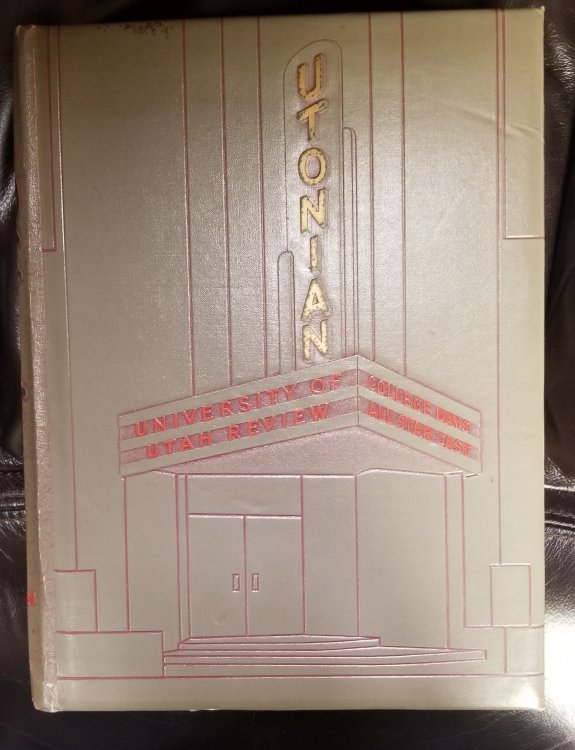 UTONIAN
UNIVERSITY OF
UTAH REVIEW
COLLEGE DAYS
ALL STAR CAST